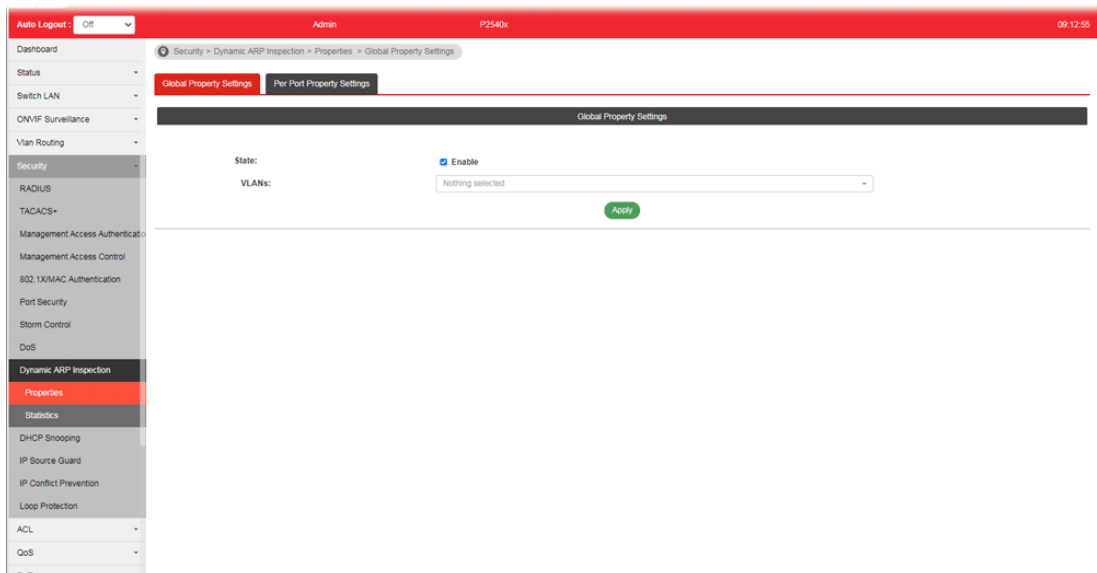 Auto Logout : Off
Admin
P2540x
09:12:55
Dashboard
Status
Switch LAN
ONVIF Surveillance
Vlan Routing
Security
RADIUS
TACACS+
Management Access Authenticatio
Management Access Control
802.1X/MAC Authentication
Port Security
Storm Control
DoS
Dynamic ARP Inspection
Properties
Statistics
DHCP Snooping
IP Source Guard
IP Conflict Prevention
Loop Protection
ACL
QoS
Security > Dynamic ARP Inspection > Properties > Global Property Settings
Global Property Settings
Per Port Property Settings
Global Property Settings
State:
Enable
VLANs:
Nothing selected
Apply